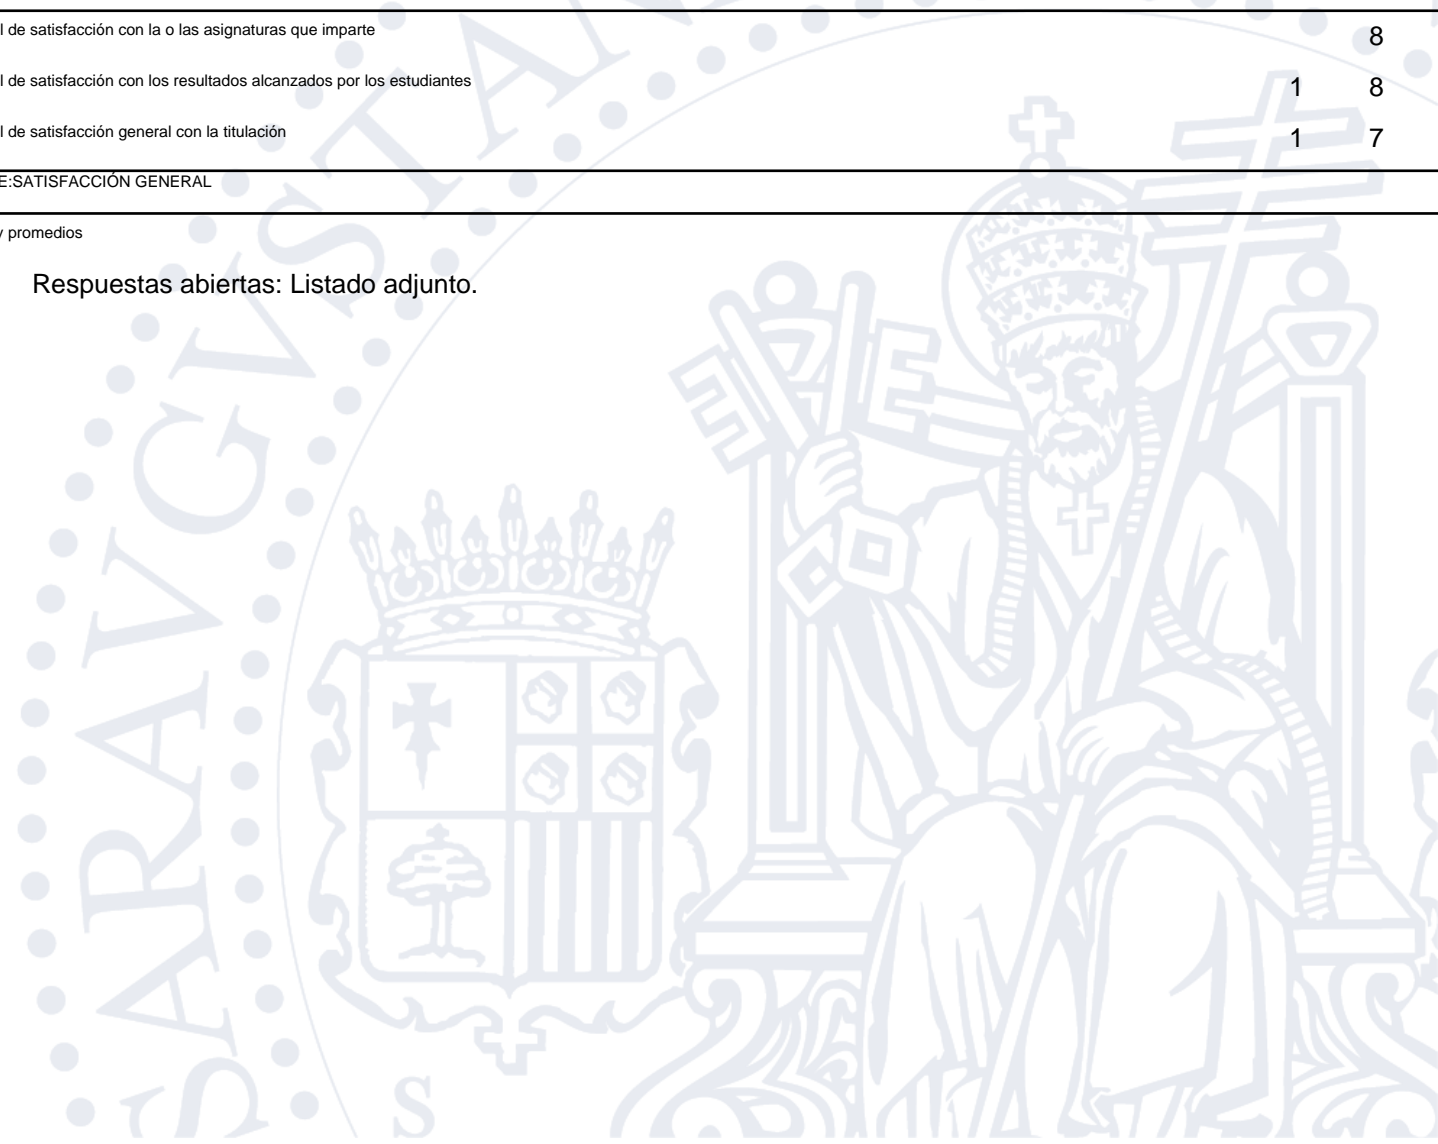 l de satisfacción con la o las asignaturas que imparte 8
l de satisfacción con los resultados alcanzados por los estudiantes 1 8
l de satisfacción general con la titulación 1 7
E:SATISFACCIÓN GENERAL
y promedios
Respuestas abiertas: Listado adjunto.
SARAVGVSTAN
S